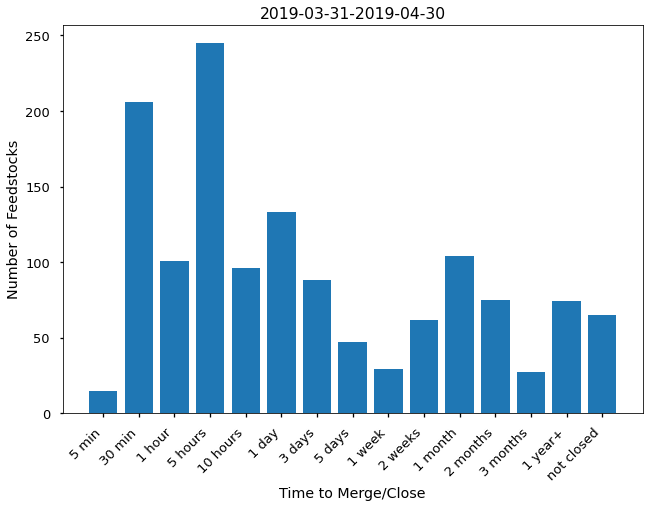 2019-03-31-2019-04-30
Number of Feedstocks
250
200
150
100
50
0
5 min
30 min
1 hour
5 hours
10 hours
1 day
3 days
5 days
1 week
2 weeks
1 month
2 months
3 months
1 year+
not closed
Time to Merge/Close